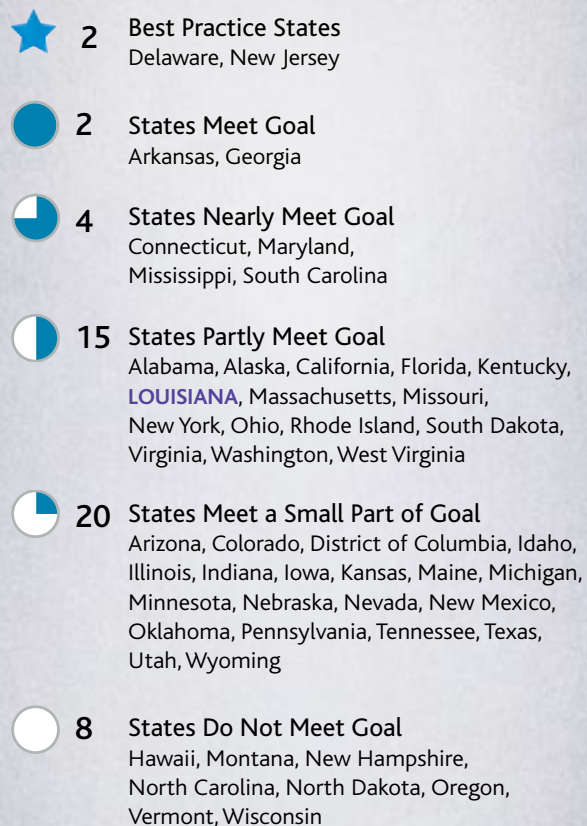 2 Best Practice States
Delaware, New Jersey
2 States Meet Goal
Arkansas, Georgia
4 States Nearly Meet Goal
Connecticut, Maryland,
Mississippi, South Carolina
15 States Partly Meet Goal
Alabama, Alaska, California, Florida, Kentucky,
LOUISIANA, Massachusetts, Missouri,
New York, Ohio, Rhode Island, South Dakota,
Virginia, Washington, West Virginia
20 States Meet a Small Part of Goal
Arizona, Colorado, District of Columbia, Idaho,
Illinois, Indiana, Iowa, Kansas, Maine, Michigan,
Minnesota, Nebraska, Nevada, New Mexico,
Oklahoma, Pennsylvania, Tennessee, Texas,
Utah, Wyoming
8 States Do Not Meet Goal
Hawaii, Montana, New Hampshire,
North Carolina, North Dakota, Oregon,
Vermont, Wisconsin